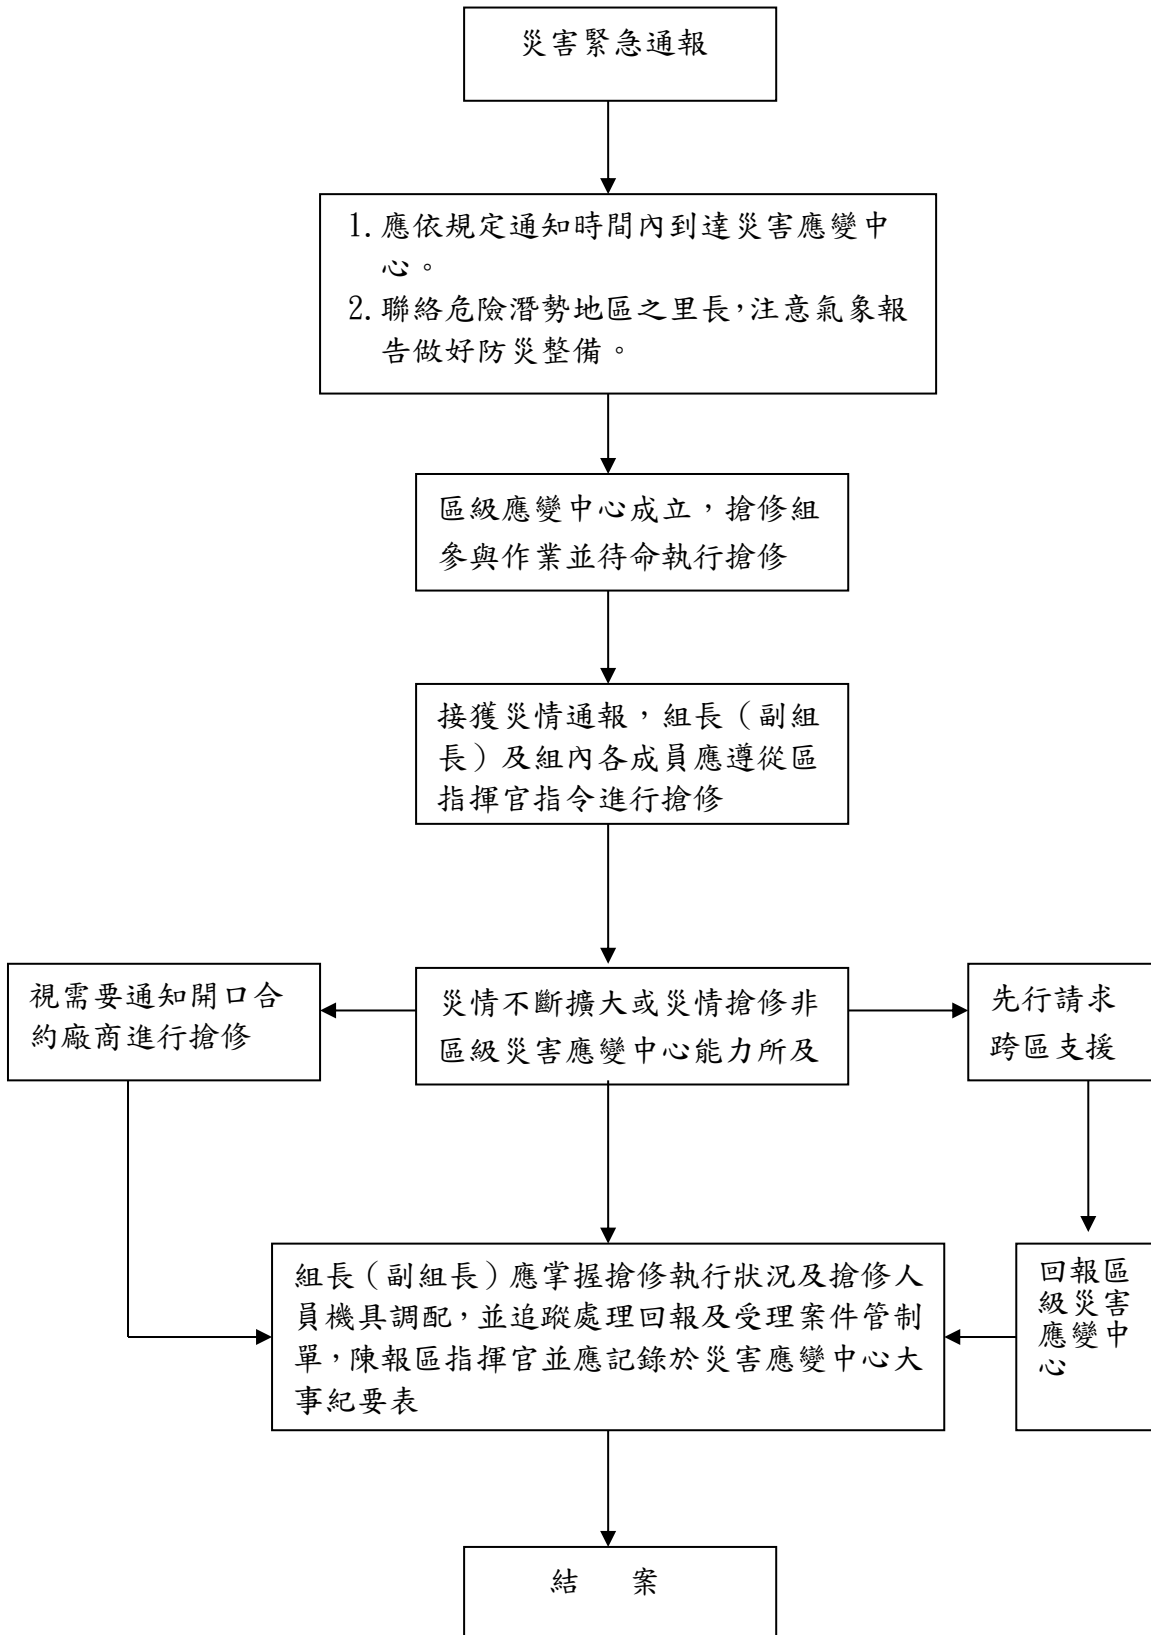 災害緊急通報
1. 應依規定通知時間內到達災害應變中
心。
2. 聯絡危險潛勢地區之里長，注意氣象報
告做好防災整備。
區級應變中心成立，搶修組
參與作業並待命執行搶修
接獲災情通報，組長（副組
長）及組內各成員應遵從區
指揮官指令進行搶修
視需要通知開口合
約廠商進行搶修
災情不斷擴大或災情搶修非
區級災害應變中心能力所及
先行請求
跨區支援
組長（副組長）應掌握搶修執行狀況及搶修人
員機具調配，並追蹤處理回報及受理案件管制
單，陳報區指揮官並應記錄於災害應變中心大
事紀要表
回報區
級災害
應變中
心
結　案